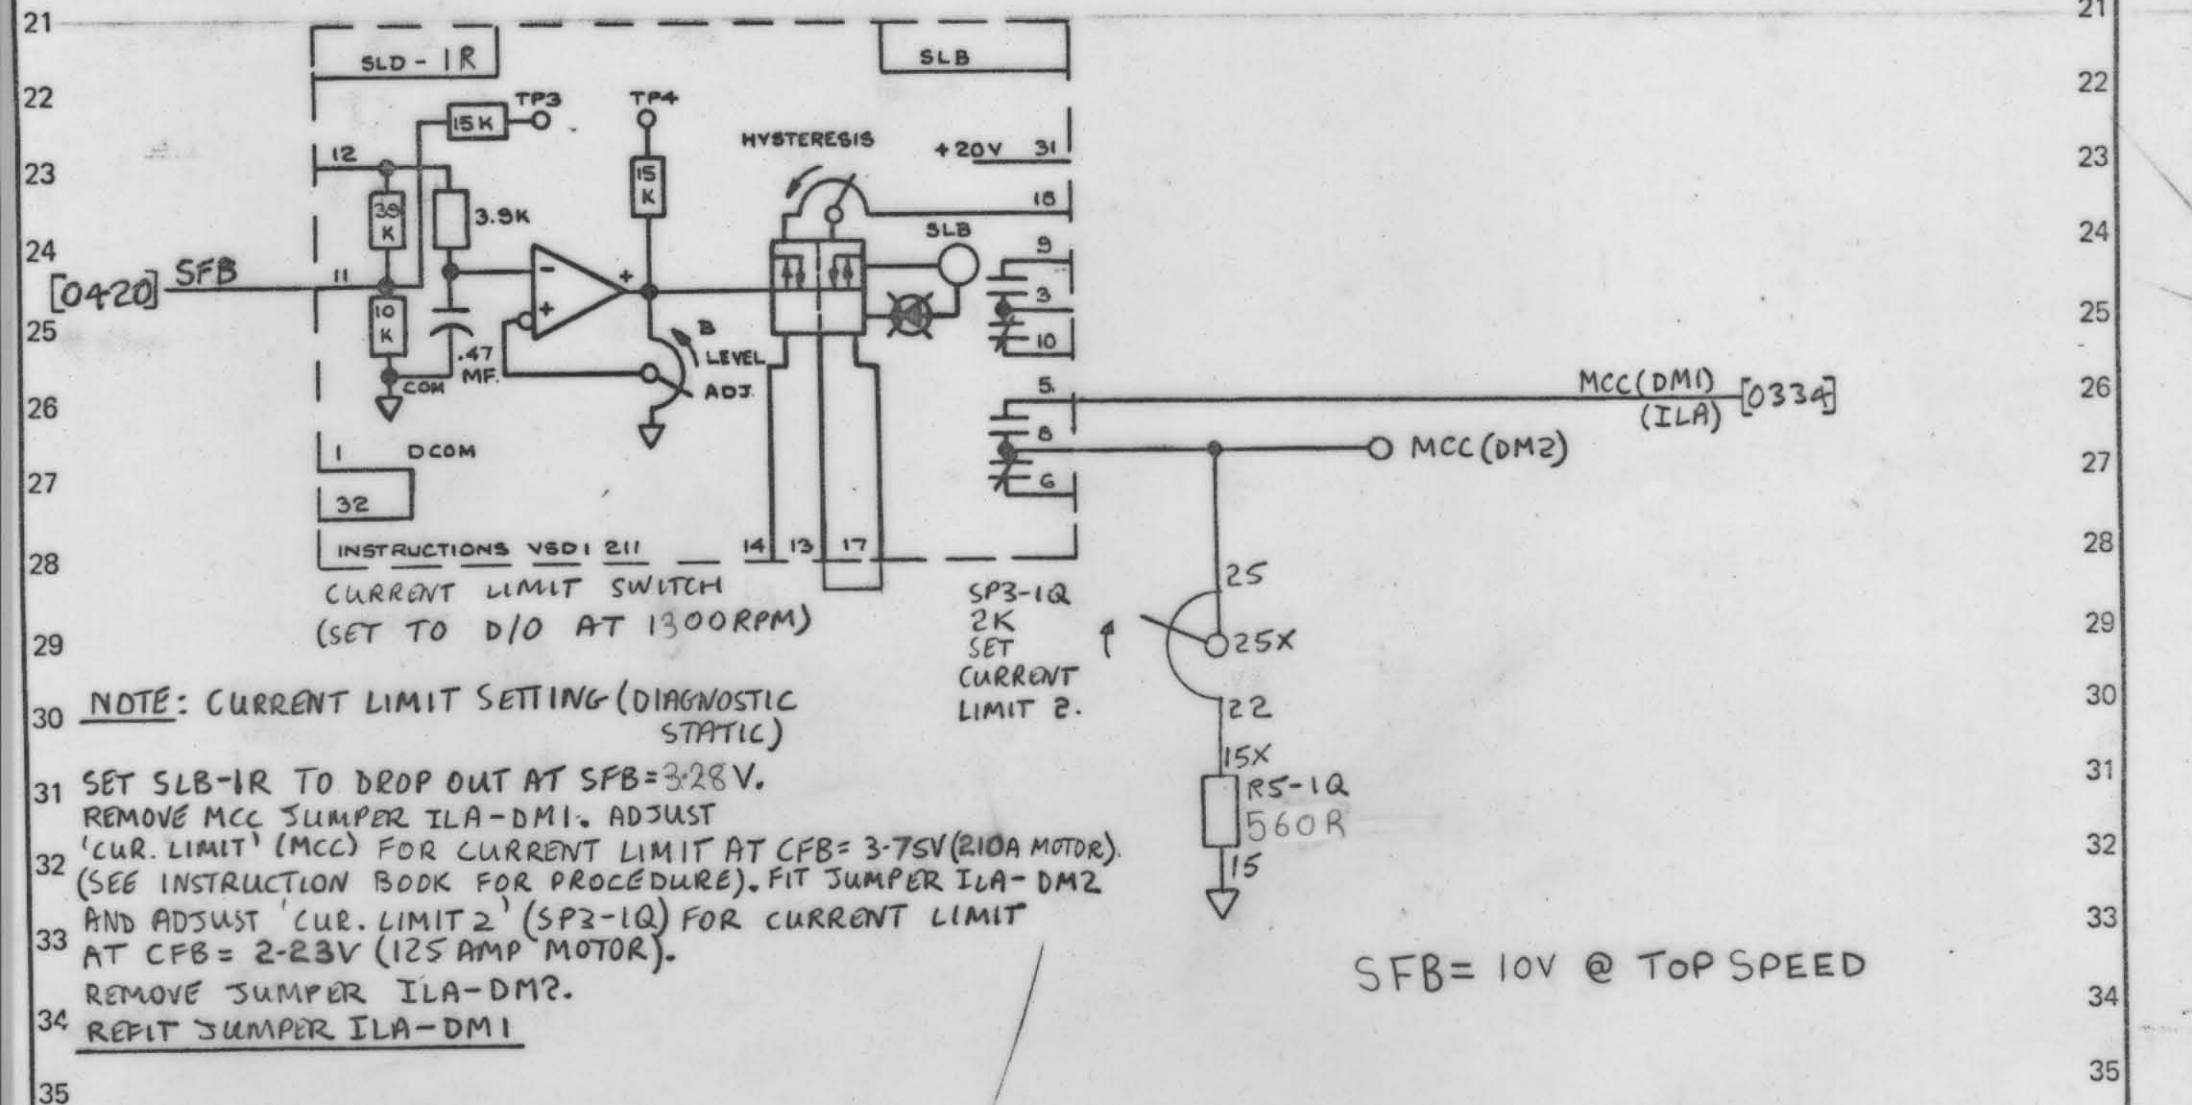 21
21
SLD - 1R
SLB
22
22
TP3
TP4
15K
HYSTERESIS
12
+20V 31
23
23
15 K
39 K
3.9K
18
SLB
24
24
9
[0420] SFB
11
3
25
25
10 K
B
10
.47 MF.
LEVEL ADJ.
COM
5
MCC(DM1) (ILA) [0334]
26
26
8
MCC(DM2)
1 DCOM
27
27
6
32
INSTRUCTIONS VSD1 211
14 13 17
28
28
CURRENT LIMIT SWITCH
(SET TO D/O AT 1300RPM)
25
SP3-1Q
2K
SET
CURRENT
LIMIT 2.
25X
29
29
22
NOTE: CURRENT LIMIT SETTING (DIAGNOSTIC
STATIC)
30
30
15X
R5-1Q
560R
15
SET SLB-1R TO DROP OUT AT SFB=3.28V.
31
31
REMOVE MCC JUMPER ILA-DM1. ADJUST
'CUR. LIMIT' (MCC) FOR CURRENT LIMIT AT CFB= 3.75V(210A MOTOR).
32
32
(SEE INSTRUCTION BOOK FOR PROCEDURE). FIT JUMPER ILA-DM2
AND ADJUST 'CUR. LIMIT 2' (SP3-1Q) FOR CURRENT LIMIT
33
33
AT CFB= 2.23V (125 AMP MOTOR).
SFB= 10V @ TOP SPEED
REMOVE JUMPER ILA-DM2.
34
34
REFIT JUMPER ILA-DM1
35
35